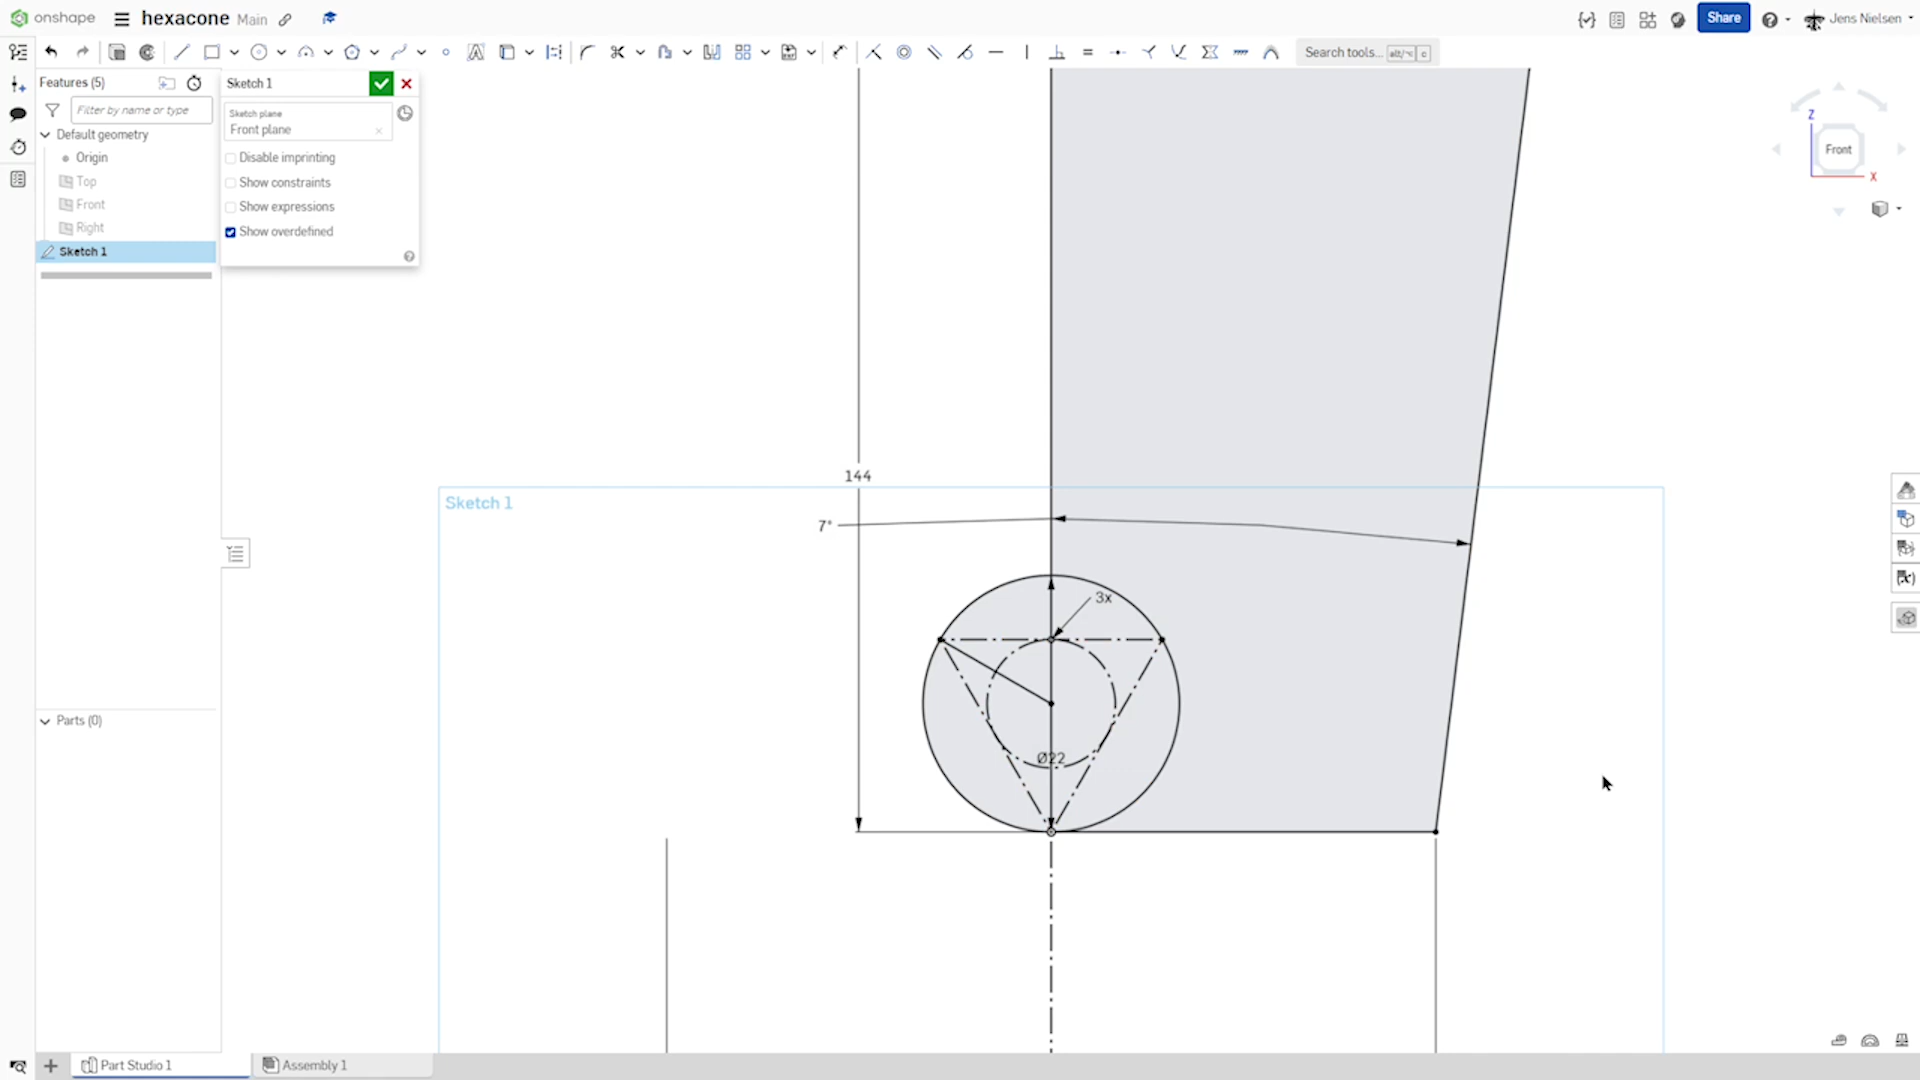 onshape
hexacone Main
Share
Jens Nielsen
Search tools... alt/⌥ c
Features (5)
Filter by name or type
Default geometry
Origin
Top
Front
Right
Sketch 1
Sketch 1
Sketch plane
Front plane
Disable imprinting
Show constraints
Show expressions
Show overdefined
Z
Front
X
144
Sketch 1
7°
3x
Ø22
(x)
Parts (0)
Part Studio 1
Assembly 1